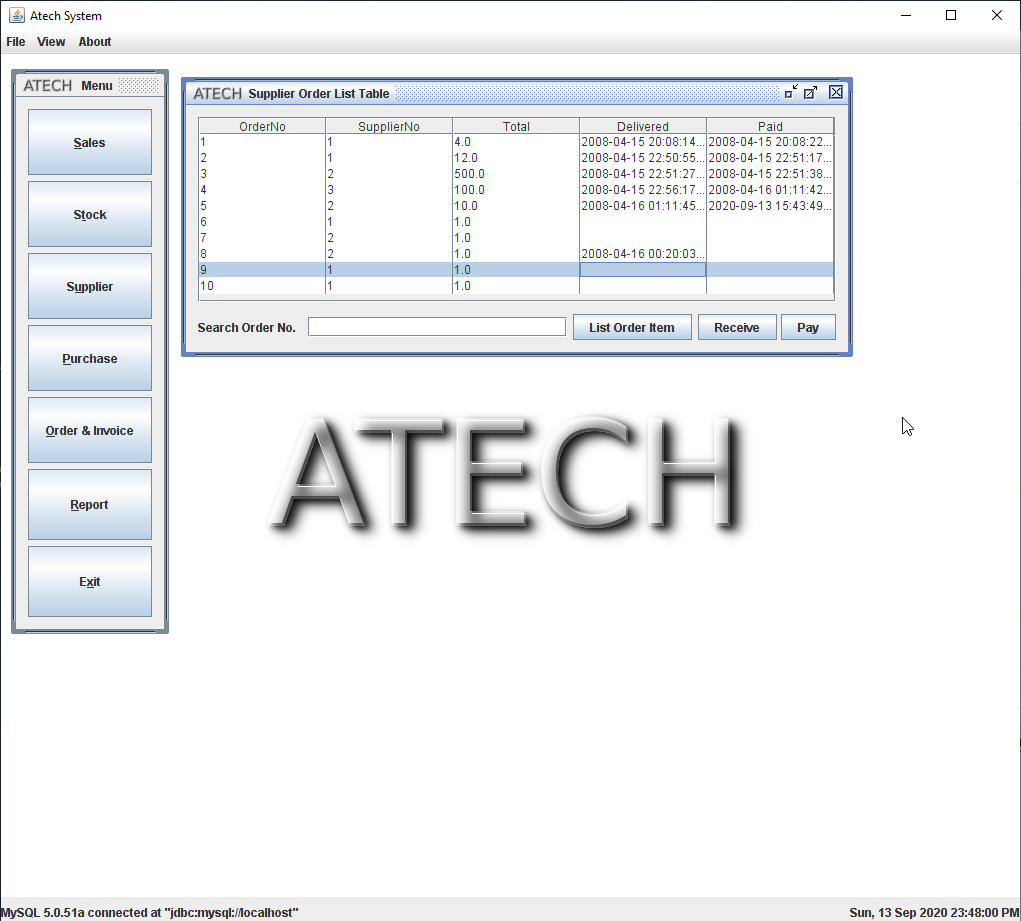 Atech System
File View About
ATECH Menu
Sales
Stock
Supplier
Purchase
Order & Invoice
Report
Exit
ATECH Supplier Order List Table
OrderNo SupplierNo Total Delivered Paid
1 1 4.0 2008-04-15 20:08:14... 2008-04-15 20:08:22...
2 1 12.0 2008-04-15 22:50:55... 2008-04-15 22:51:17...
3 2 500.0 2008-04-15 22:51:27... 2008-04-15 22:51:38...
4 3 100.0 2008-04-15 22:56:17... 2008-04-16 01:11:42...
5 2 10.0 2008-04-16 01:11:45... 2020-09-13 15:43:49...
6 1 1.0
7 2 1.0
8 2 1.0 2008-04-16 00:20:03...
9 1 1.0
10 1 1.0
Search Order No. List Order Item Receive Pay
ATECH
MySQL 5.0.51a connected at "jdbc:mysql://localhost" Sun, 13 Sep 2020 23:48:00 PM